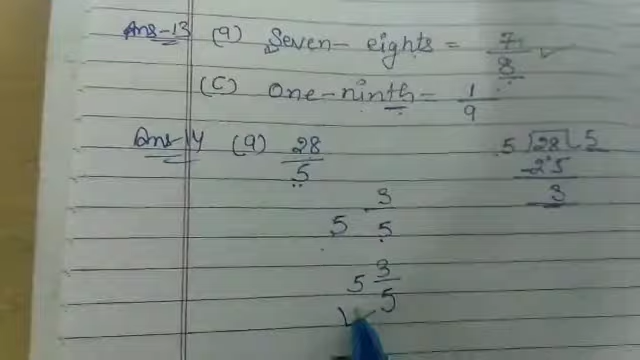 Ans-13 (a) Seven-eights = 7/8 ✓
(C) One-ninth = 1/9
Ans-14 (a) 28/5
5) 28 (5
-25
3
5 3/5
5 3/5 ✓